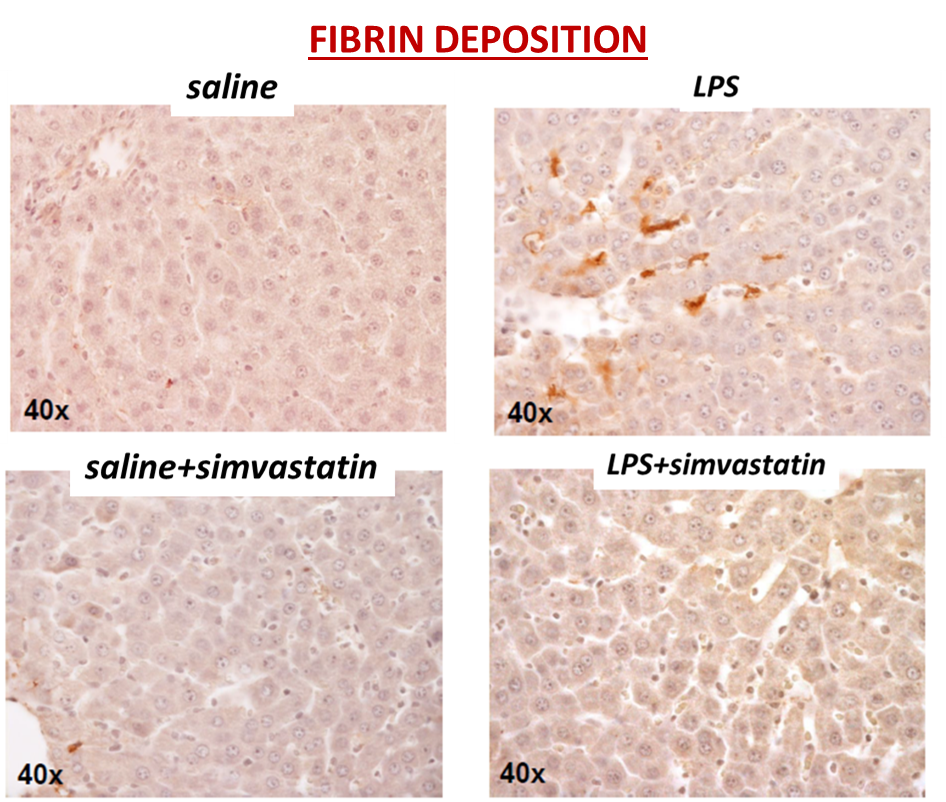 FIBRIN DEPOSITION
saline
LPS
40x
40x
saline+simvastatin
LPS+simvastatin
40x
40x